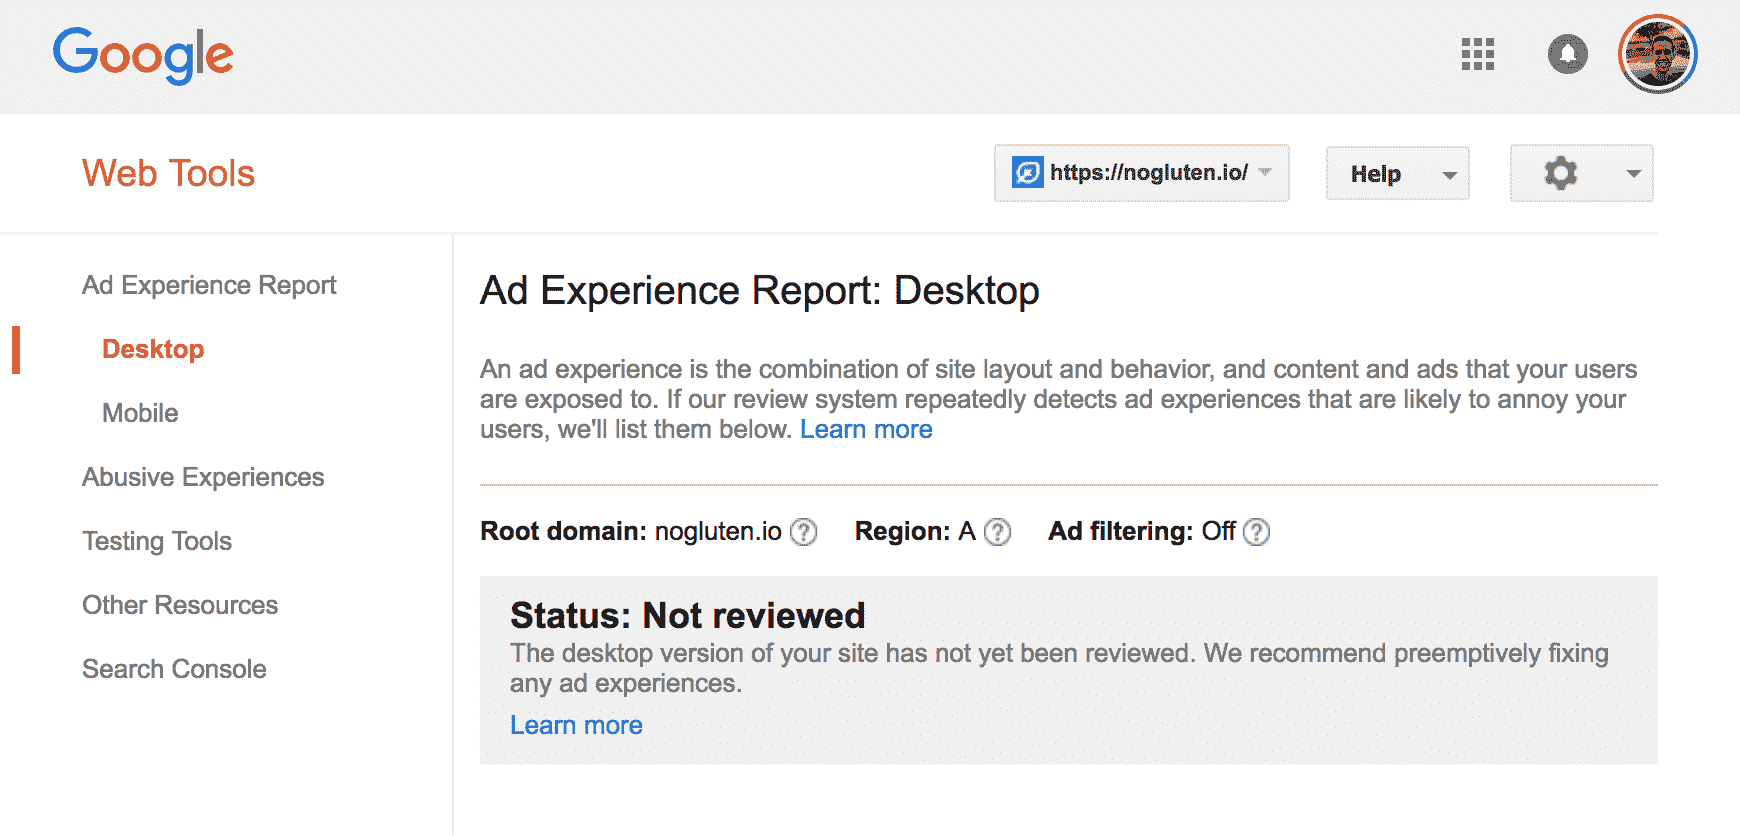 Google
Web Tools
https://nogluten.io/
Help
Ad Experience Report
Desktop
Mobile
Abusive Experiences
Testing Tools
Other Resources
Search Console
Ad Experience Report: Desktop
An ad experience is the combination of site layout and behavior, and content and ads that your users
are exposed to. If our review system repeatedly detects ad experiences that are likely to annoy your
users, we'll list them below. Learn more
Root domain: nogluten.io ? Region: A ? Ad filtering: Off ?
Status: Not reviewed
The desktop version of your site has not yet been reviewed. We recommend preemptively fixing
any ad experiences.
Learn more